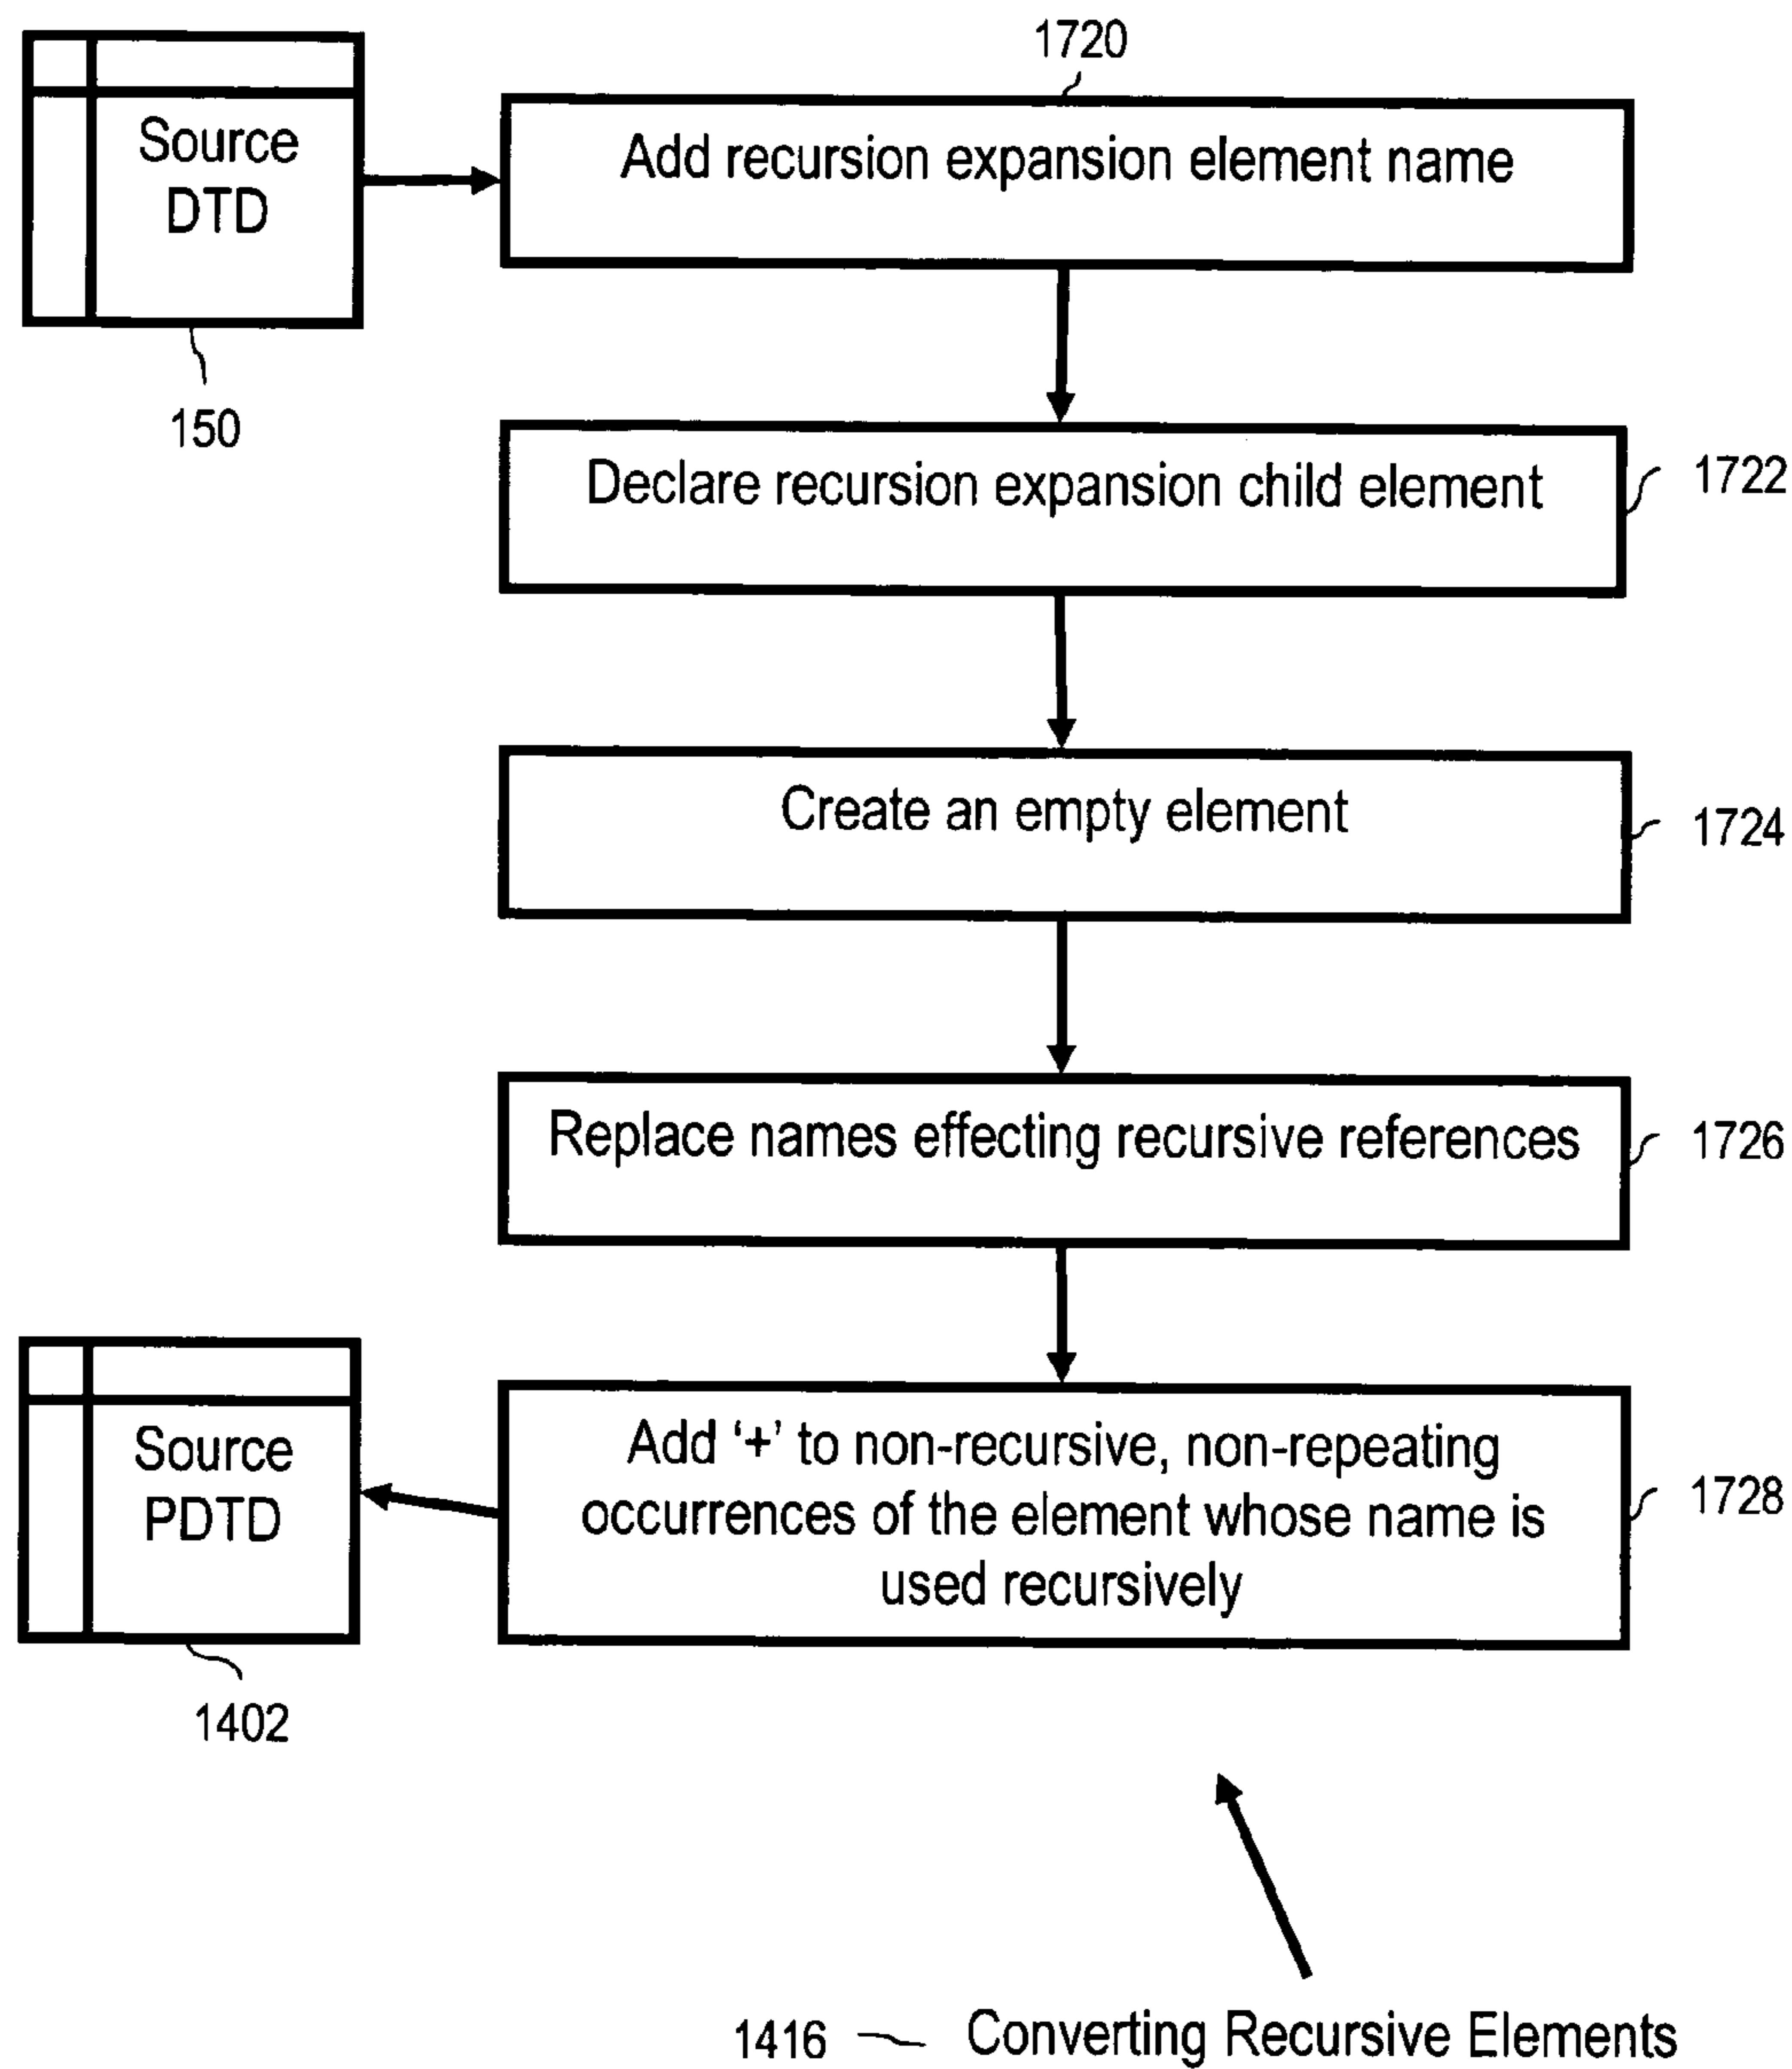 1720
Source
DTD
150
Add recursion expansion element name
Declare recursion expansion child element
1722
Create an empty element
1724
Replace names effecting recursive references
1726
Source
PDTD
1402
Add ‘+’ to non-recursive, non-repeating
occurrences of the element whose name is
used recursively
1728
1416
Converting Recursive Elements